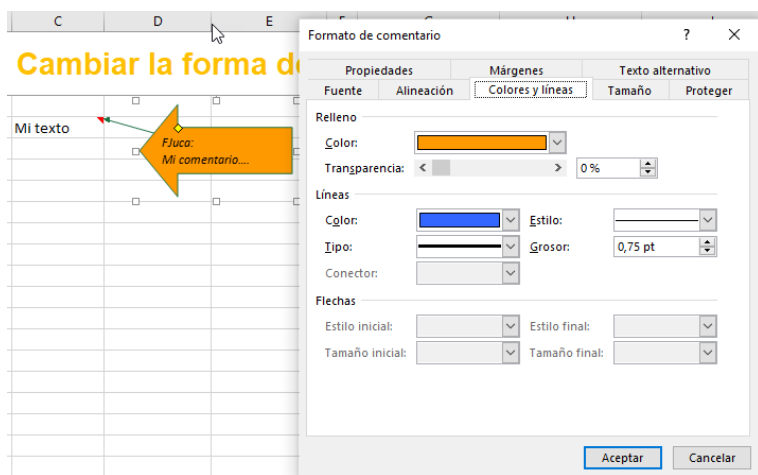 C D E
Cambiar la forma d
Mi texto
FJuca:
Mi comentario....
Formato de comentario ? ×
Propiedades Márgenes Texto alternativo
Fuente Alineación Colores y líneas Tamaño Proteger
Relleno
Color:
Transparencia: 0 %
Líneas
Color: Estilo:
Tipo: Grosor: 0,75 pt
Conector:
Flechas
Estilo inicial: Estilo final:
Tamaño inicial: Tamaño final:
Aceptar Cancelar